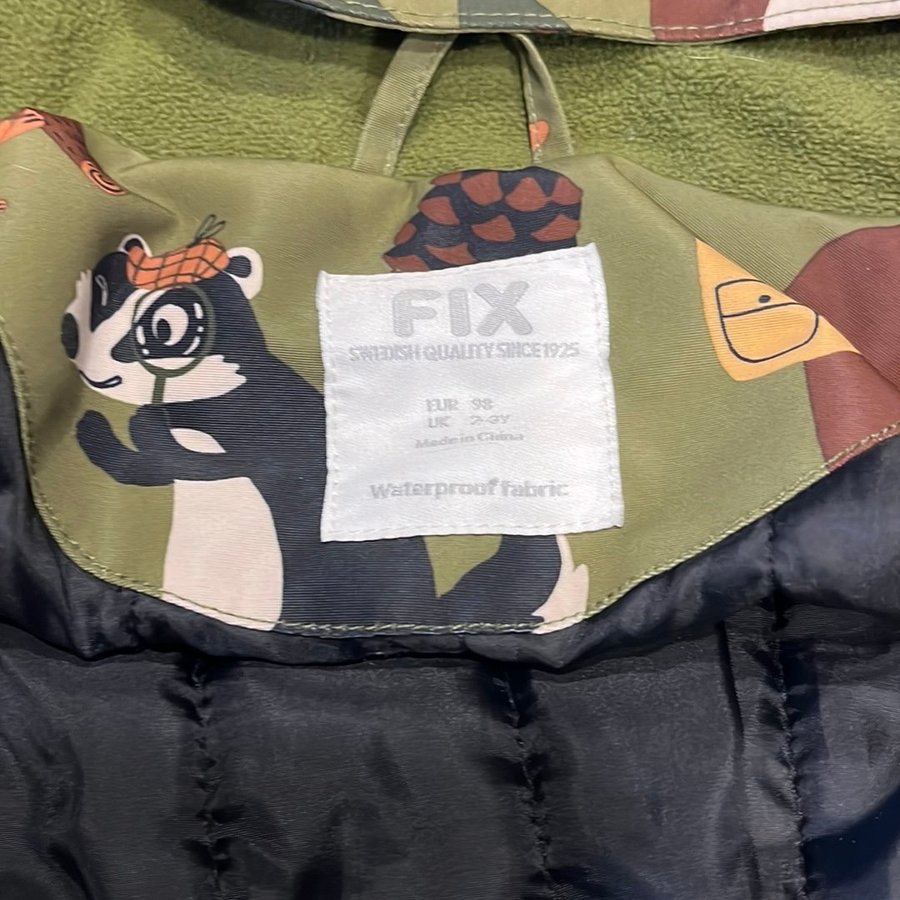 FIX
SWEDISH QUALITY SINCE 1925
EUR 98
UK 2-3Y
Made in China
Waterproof fabric